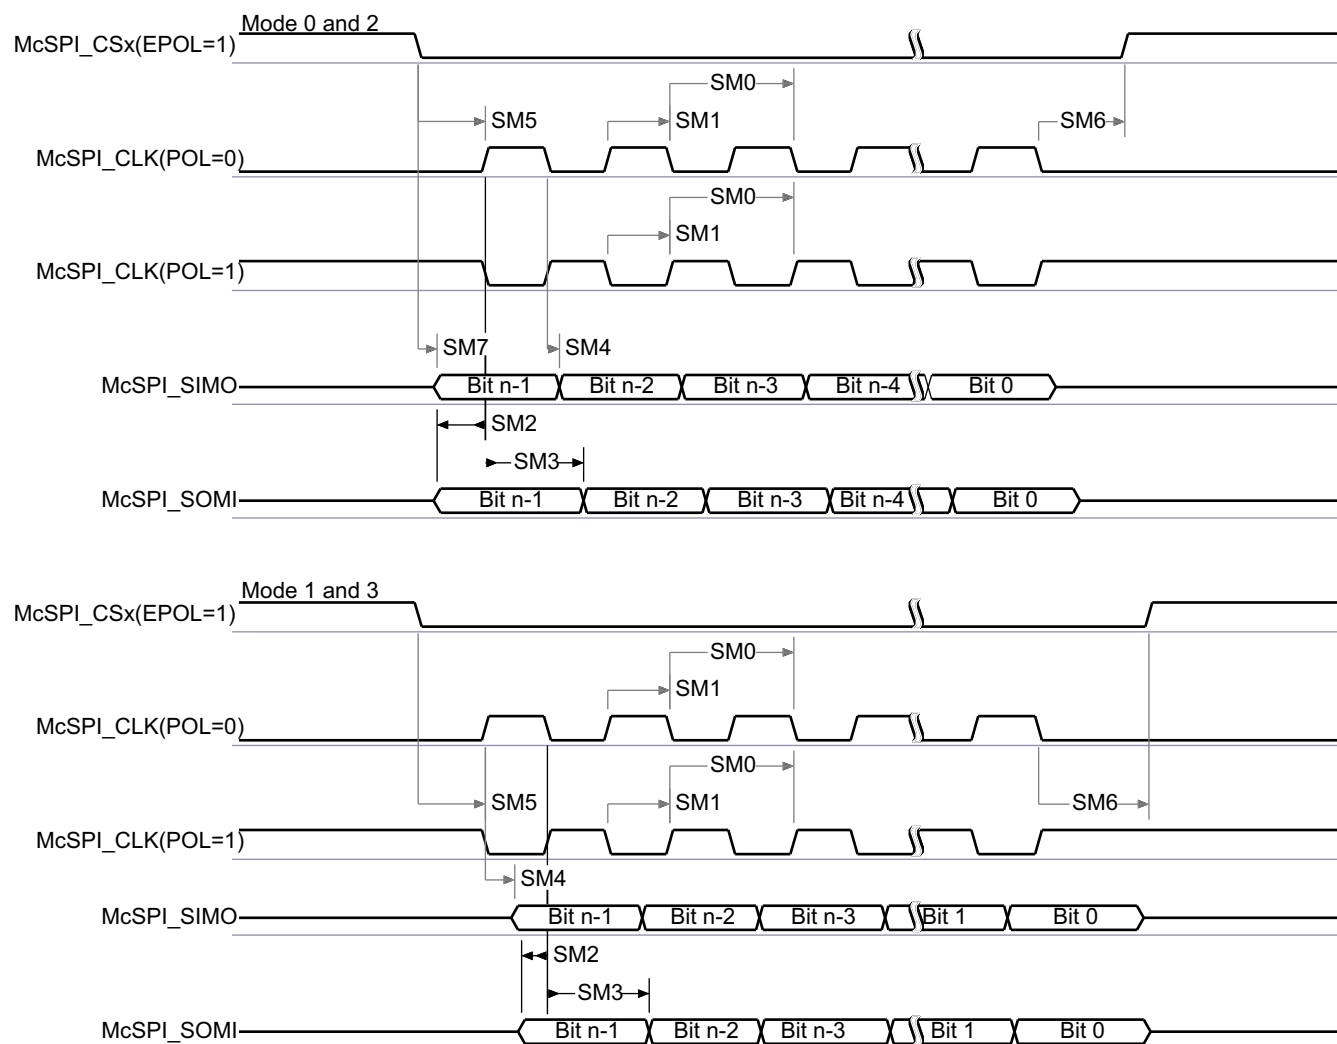 Mode 0 and 2
McSPI_CSx(EPOL=1)
SM0
SM5
SM1
SM6
McSPI_CLK(POL=0)
SM0
SM1
McSPI_CLK(POL=1)
SM7
SM4
McSPI_SIMO
Bit n-1
Bit n-2
Bit n-3
Bit n-4
Bit 0
SM2
SM3
McSPI_SOMI
Bit n-1
Bit n-2
Bit n-3
Bit n-4
Bit 0
Mode 1 and 3
McSPI_CSx(EPOL=1)
SM0
SM1
McSPI_CLK(POL=0)
SM0
SM5
SM1
SM6
McSPI_CLK(POL=1)
SM4
McSPI_SIMO
Bit n-1
Bit n-2
Bit n-3
Bit 1
Bit 0
SM2
SM3
McSPI_SOMI
Bit n-1
Bit n-2
Bit n-3
Bit 1
Bit 0